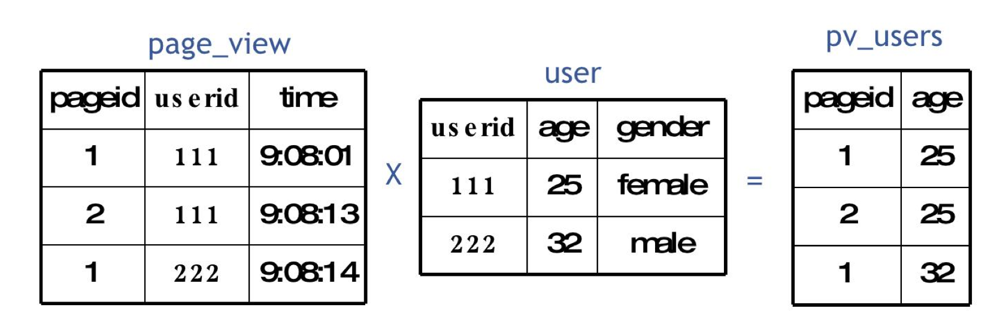 page_view
pageid userid time
1 111 9:08:01
2 111 9:08:13
1 222 9:08:14
X
user
userid age gender
111 25 female
222 32 male
=
pv_users
pageid age
1 25
2 25
1 32